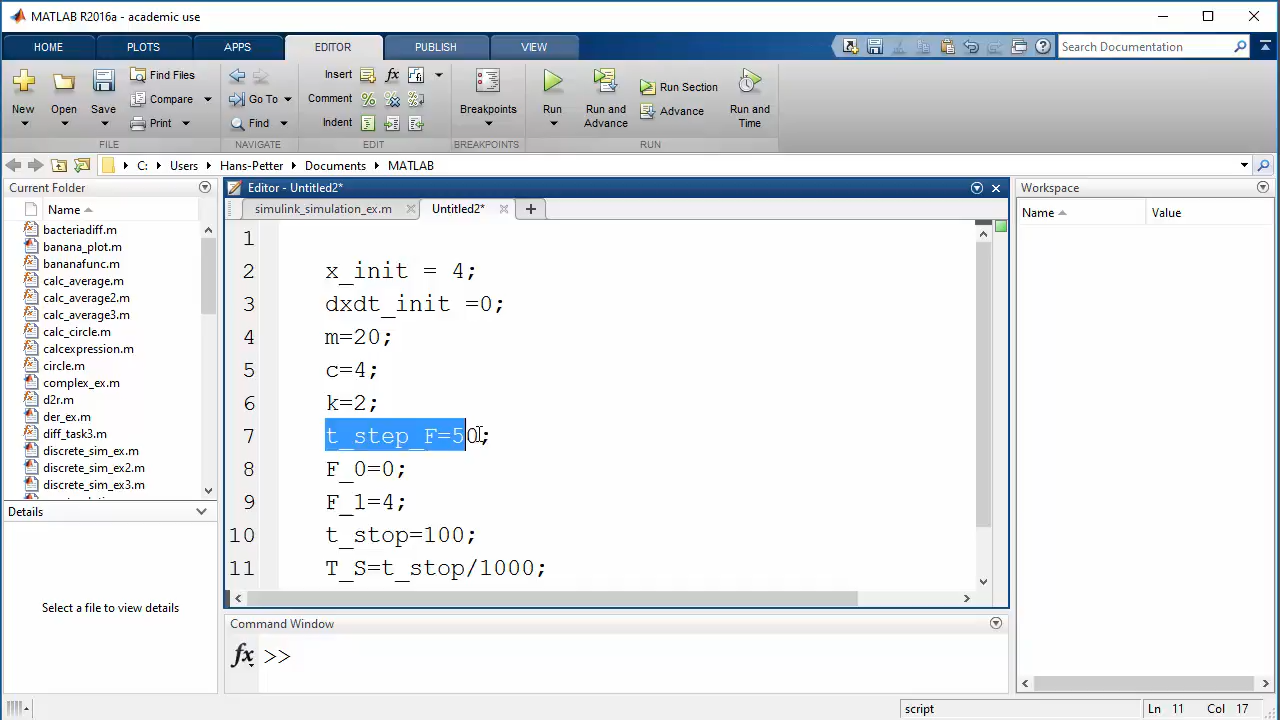 MATLAB R2016a - academic use
HOME PLOTS APPS EDITOR PUBLISH VIEW Search Documentation
New Open Save Find Files Compare Print
Go To Find
Insert fx Comment Indent
Breakpoints Run Run and Advance Run Section Advance Run and Time
FILE NAVIGATE EDIT BREAKPOINTS RUN
C: Users Hans-Petter Documents MATLAB
Current Folder
Name
bacteriadiff.m
banana_plot.m
bananafunc.m
calc_average.m
calc_average2.m
calc_average3.m
calc_circle.m
calcexpression.m
circle.m
complex_ex.m
d2r.m
der_ex.m
diff_task3.m
discrete_sim_ex.m
discrete_sim_ex2.m
discrete_sim_ex3.m
Details
Select a file to view details
Editor - Untitled2*
simulink_simulation_ex.m Untitled2*
1
2 x_init = 4;
3 dxdt_init =0;
4 m=20;
5 c=4;
6 k=2;
7 t_step_F=50;
8 F_0=0;
9 F_1=4;
10 t_stop=100;
11 T_S=t_stop/1000;
Command Window
fx >>
Workspace
Name Value
script Ln 11 Col 17